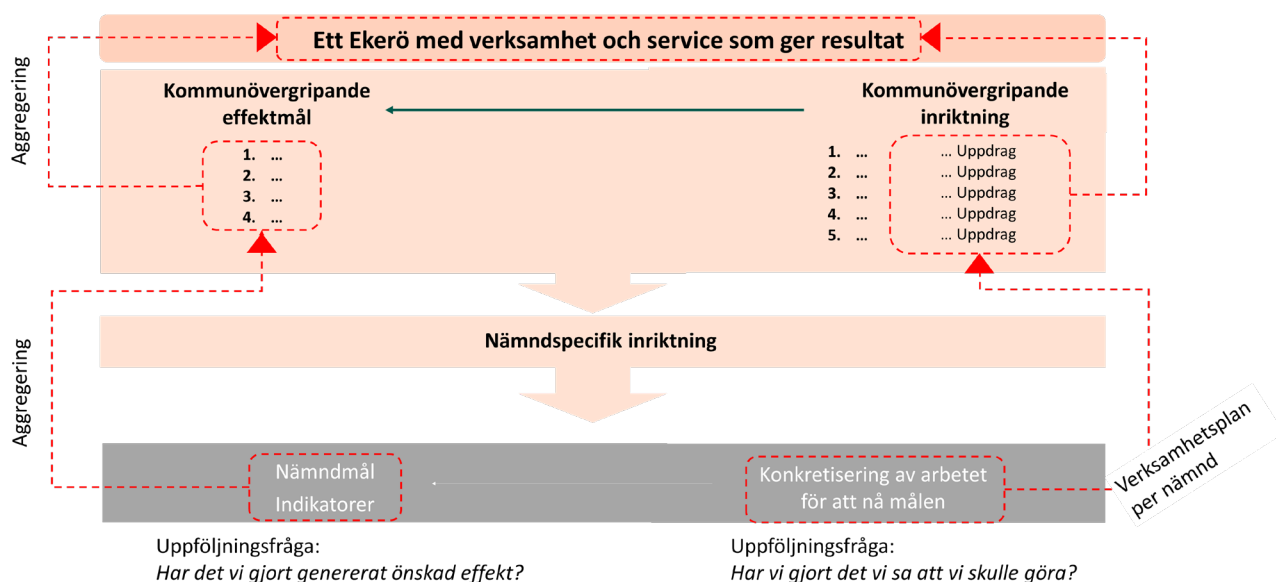 Ett Ekerö med verksamhet och service som ger resultat
Aggregering
Kommunövergripande
effektmål
1. ...
2. ...
3. ...
4. ...
Kommunövergripande
inriktning
1. ... ... Uppdrag
2. ... ... Uppdrag
3. ... ... Uppdrag
4. ... ... Uppdrag
5. ... ... Uppdrag
Nämndspecifik inriktning
Aggregering
Nämndmål
Indikatorer
Konkretisering av arbetet
för att nå målen
Verksamhetsplan
per nämnd
Uppföljningsfråga:
Har det vi gjort genererat önskad effekt?
Uppföljningsfråga:
Har vi gjort det vi sa att vi skulle göra?